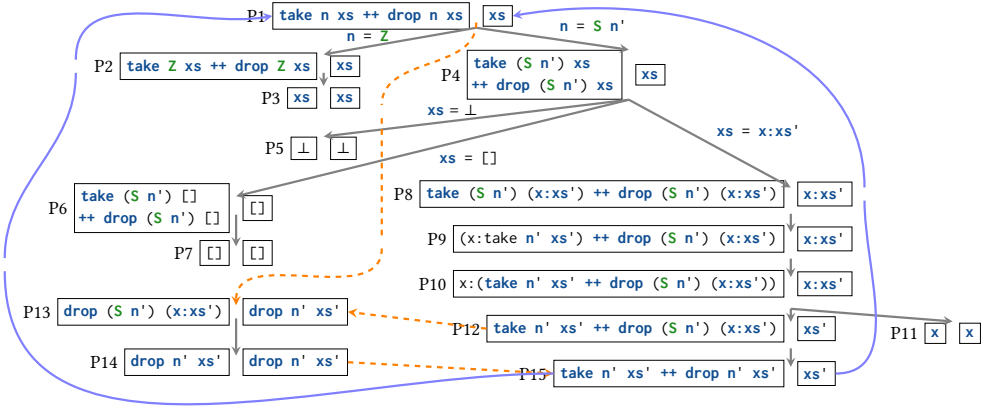 P1 take n xs ++ drop n xs xs
n = Z
n = S n'
P2 take Z xs ++ drop Z xs xs
P4 take (S n') xs
++ drop (S n') xs xs
P3 xs xs
xs = ⊥
xs = x:xs'
P5 ⊥ ⊥
xs = []
P6 take (S n') []
++ drop (S n') [] []
P8 take (S n') (x:xs') ++ drop (S n') (x:xs') x:xs'
P7 [] []
P9 (x:take n' xs') ++ drop (S n') (x:xs') x:xs'
P10 x:(take n' xs' ++ drop (S n') (x:xs')) x:xs'
P13 drop (S n') (x:xs') drop n' xs'
P12 take n' xs' ++ drop (S n') (x:xs') xs'
P11 x x
P14 drop n' xs' drop n' xs'
P15 take n' xs' ++ drop n' xs' xs'